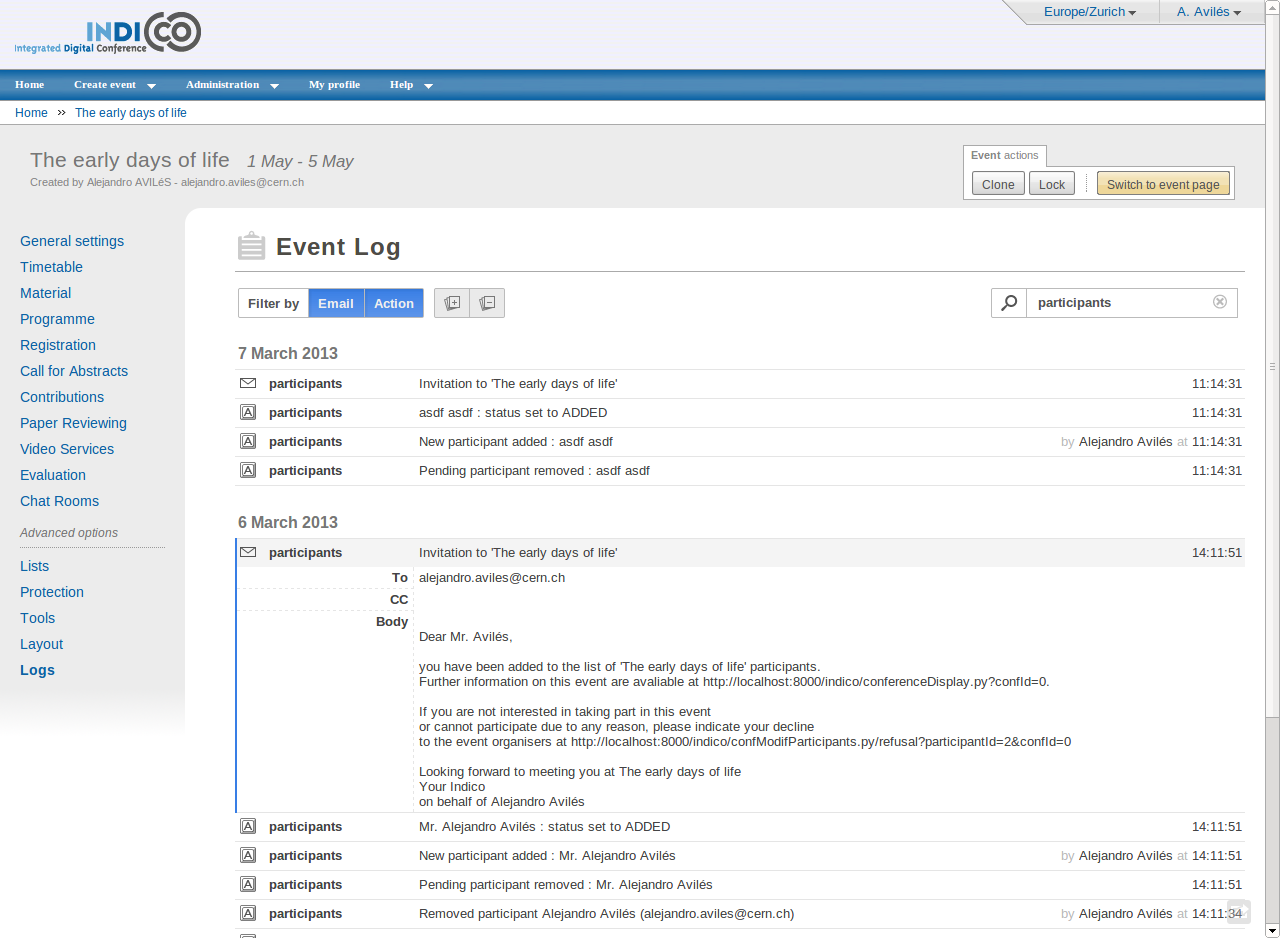 INDICO
Integrated Digital Conference
Europe/Zurich
A. Avilés
Home
Create event
Administration
My profile
Help
Home » The early days of life
The early days of life 1 May - 5 May
Created by Alejandro AVILéS - alejandro.aviles@cern.ch
Event actions
Clone
Lock
Switch to event page
General settings
Timetable
Material
Programme
Registration
Call for Abstracts
Contributions
Paper Reviewing
Video Services
Evaluation
Chat Rooms
Advanced options
Lists
Protection
Tools
Layout
Logs
Event Log
Filter by Email Action
participants
7 March 2013
participants Invitation to 'The early days of life' 11:14:31
A participants asdf asdf : status set to ADDED 11:14:31
A participants New participant added : asdf asdf by Alejandro Avilés at 11:14:31
A participants Pending participant removed : asdf asdf 11:14:31
6 March 2013
participants Invitation to 'The early days of life' 14:11:51
To alejandro.aviles@cern.ch
CC
Body
Dear Mr. Avilés,
you have been added to the list of 'The early days of life' participants.
Further information on this event are avaliable at http://localhost:8000/indico/conferenceDisplay.py?confId=0.
If you are not interested in taking part in this event
or cannot participate due to any reason, please indicate your decline
to the event organisers at http://localhost:8000/indico/confModifParticipants.py/refusal?participantId=2&confId=0
Looking forward to meeting you at The early days of life
Your Indico
on behalf of Alejandro Avilés
A participants Mr. Alejandro Avilés : status set to ADDED 14:11:51
A participants New participant added : Mr. Alejandro Avilés by Alejandro Avilés at 14:11:51
A participants Pending participant removed : Mr. Alejandro Avilés 14:11:51
A participants Removed participant Alejandro Avilés (alejandro.aviles@cern.ch) by Alejandro Avilés at 14:11:34